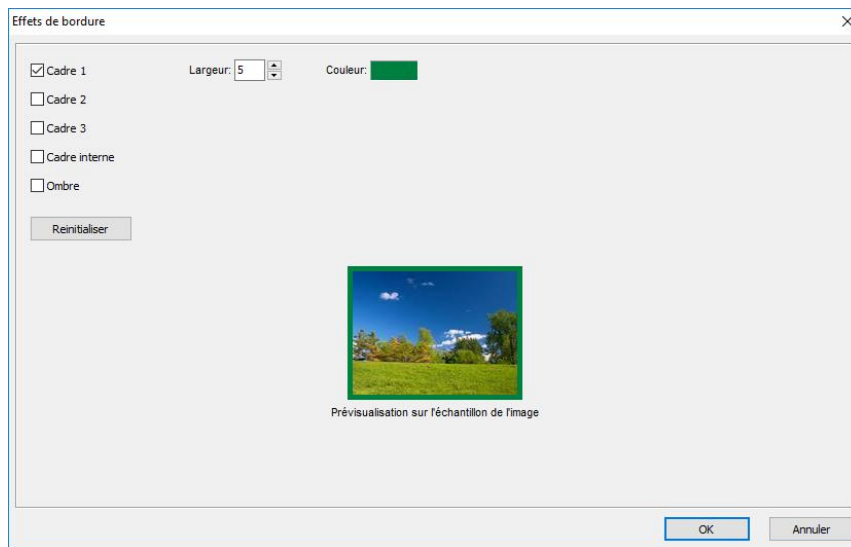 Effets de bordure
Cadre 1 Largeur: 5 Couleur:
Cadre 2
Cadre 3
Cadre interne
Ombre
Reinitialiser
Prévisualisation sur l'échantillon de l'image
OK Annuler